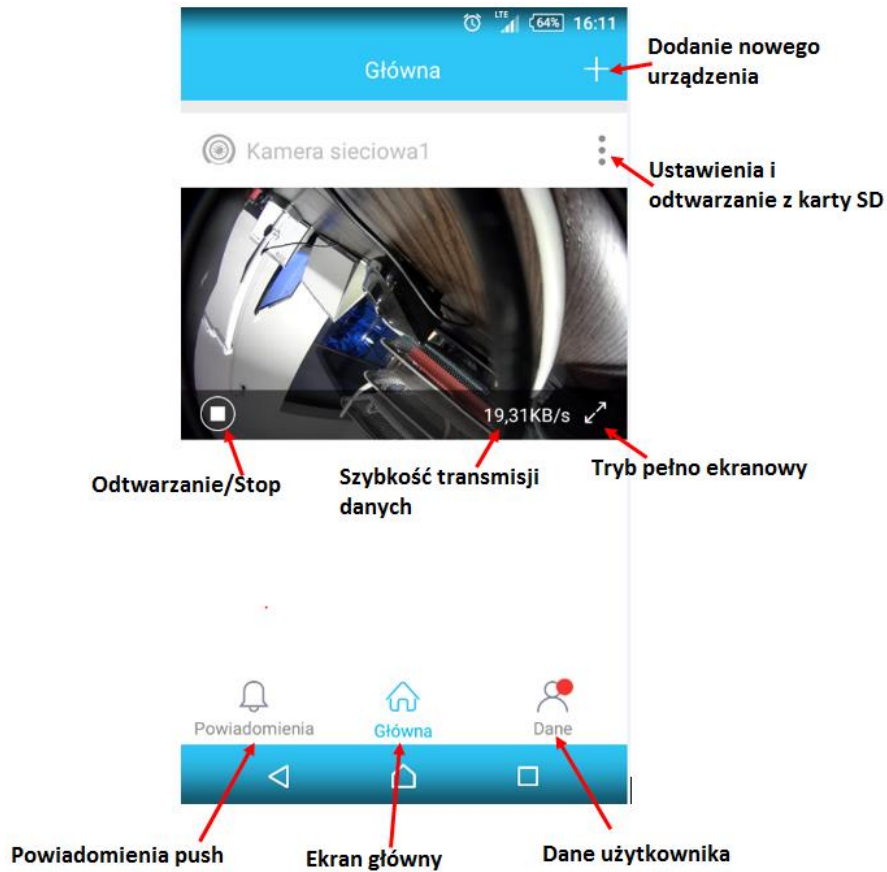 LTE 64% 16:11
Główna
Dodanie nowego
urządzenia
Kamera sieciowa1
Ustawienia i
odtwarzanie z karty SD
19,31KB/s
Odtwarzanie/Stop
Szybkość transmisji
danych
Tryb pełno ekranowy
Powiadomienia
Główna
Dane
Powiadomienia push
Ekran główny
Dane użytkownika